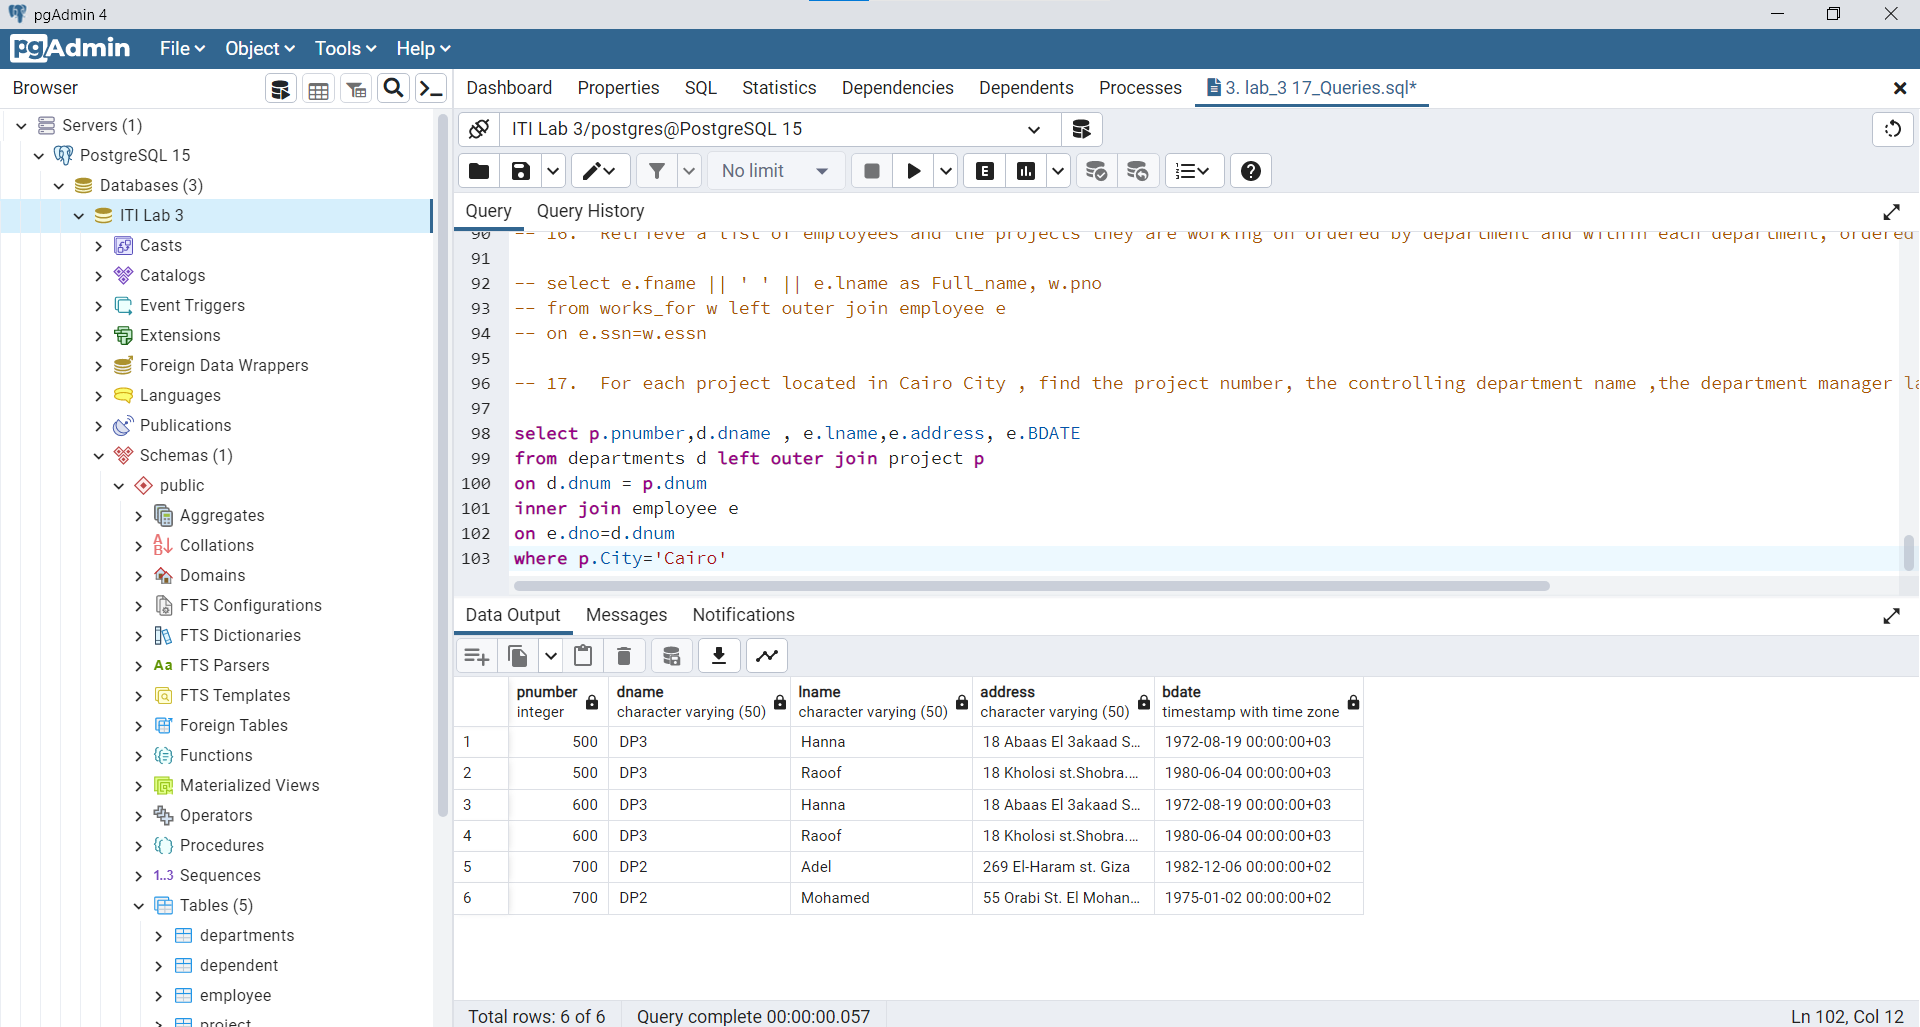 pgAdmin 4
pgAdmin File Object Tools Help
Browser
Dashboard Properties SQL Statistics Dependencies Dependents Processes 3. lab_3 17_Queries.sql*
Servers (1)
PostgreSQL 15
Databases (3)
ITI Lab 3
Casts
Catalogs
Event Triggers
Extensions
Foreign Data Wrappers
Languages
Publications
Schemas (1)
public
Aggregates
Collations
Domains
FTS Configurations
FTS Dictionaries
Aa FTS Parsers
FTS Templates
Foreign Tables
Functions
Materialized Views
Operators
Procedures
1..3 Sequences
Tables (5)
departments
dependent
employee
project
ITI Lab 3/postgres@PostgreSQL 15
No limit
E
Query Query History
90 -- 16. Retrieve a list of employees and the projects they are working on ordered by department and within each department, ordered
91
92 -- select e.fname || ' ' || e.lname as Full_name, w.pno
93 -- from works_for w left outer join employee e
94 -- on e.ssn=w.essn
95
96 -- 17. For each project located in Cairo City , find the project number, the controlling department name ,the department manager la
97
98 select p.pnumber,d.dname , e.lname,e.address, e.BDATE
99 from departments d left outer join project p
100 on d.dnum = p.dnum
101 inner join employee e
102 on e.dno=d.dnum
103 where p.City='Cairo'
Data Output Messages Notifications
pnumber dname lname address bdate
integer character varying (50) character varying (50) character varying (50) timestamp with time zone
1 500 DP3 Hanna 18 Abaas El 3akaad S... 1972-08-19 00:00:00+03
2 500 DP3 Raoof 18 Kholosi st.Shobra.... 1980-06-04 00:00:00+03
3 600 DP3 Hanna 18 Abaas El 3akaad S... 1972-08-19 00:00:00+03
4 600 DP3 Raoof 18 Kholosi st.Shobra.... 1980-06-04 00:00:00+03
5 700 DP2 Adel 269 El-Haram st. Giza 1982-12-06 00:00:00+02
6 700 DP2 Mohamed 55 Orabi St. El Mohan... 1975-01-02 00:00:00+02
Total rows: 6 of 6 Query complete 00:00:00.057 Ln 102, Col 12